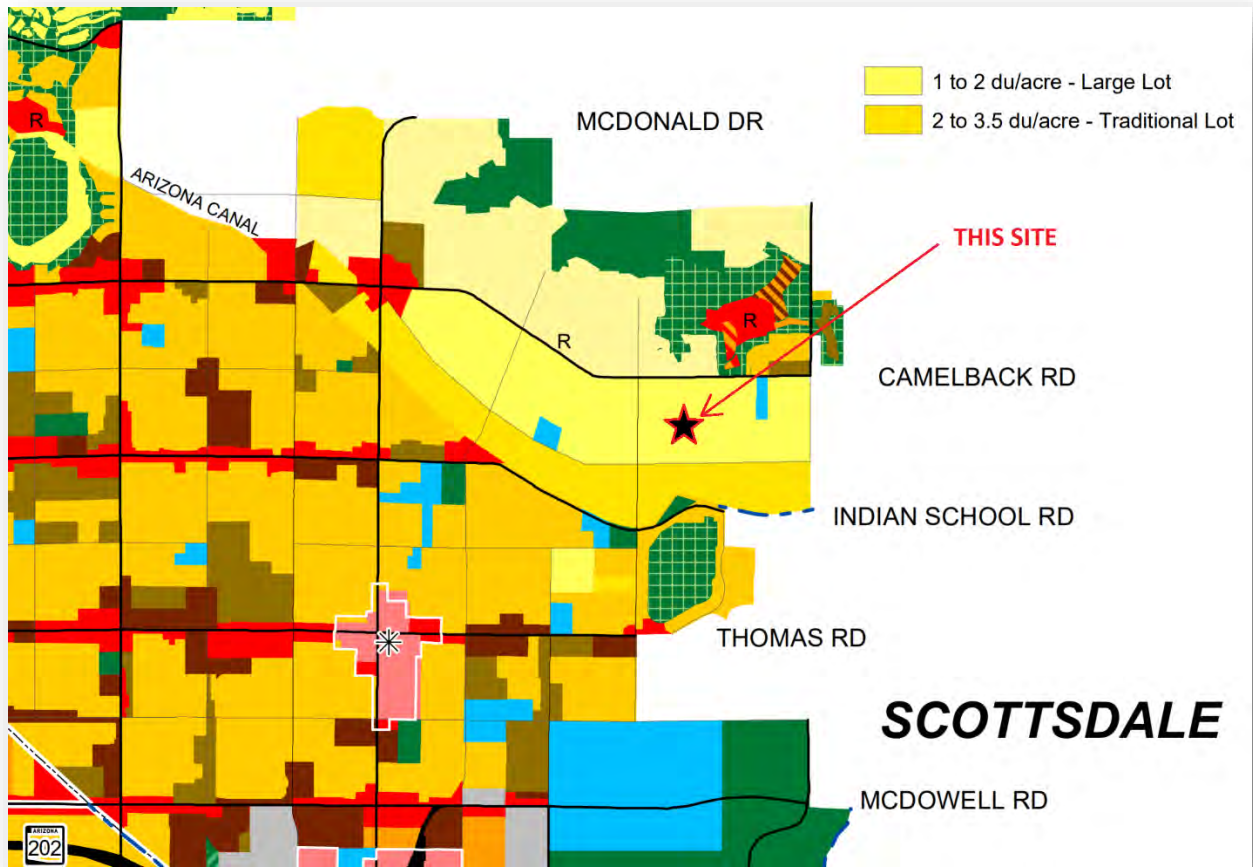 1 to 2 du/acre - Large Lot
2 to 3.5 du/acre - Traditional Lot
MCDONALD DR
R
ARIZONA CANAL
THIS SITE
R
R
CAMELBACK RD
INDIAN SCHOOL RD
THOMAS RD
SCOTTSDALE
MCDOWELL RD
ARIZONA
202